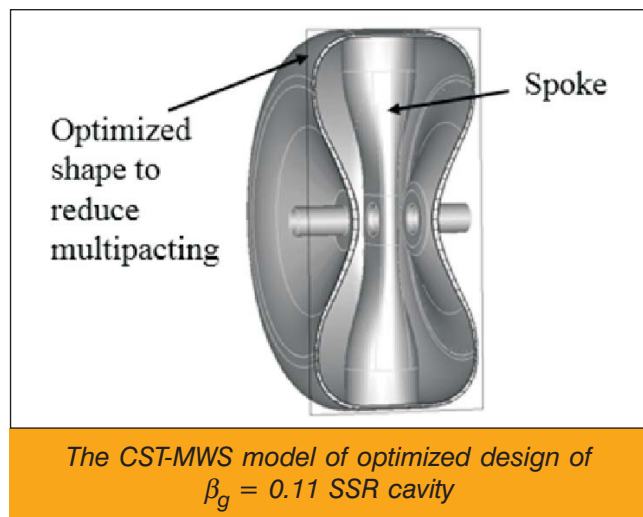 Spoke
Optimized
shape to
reduce
multipacting
The CST-MWS model of optimized design of
βg = 0.11 SSR cavity